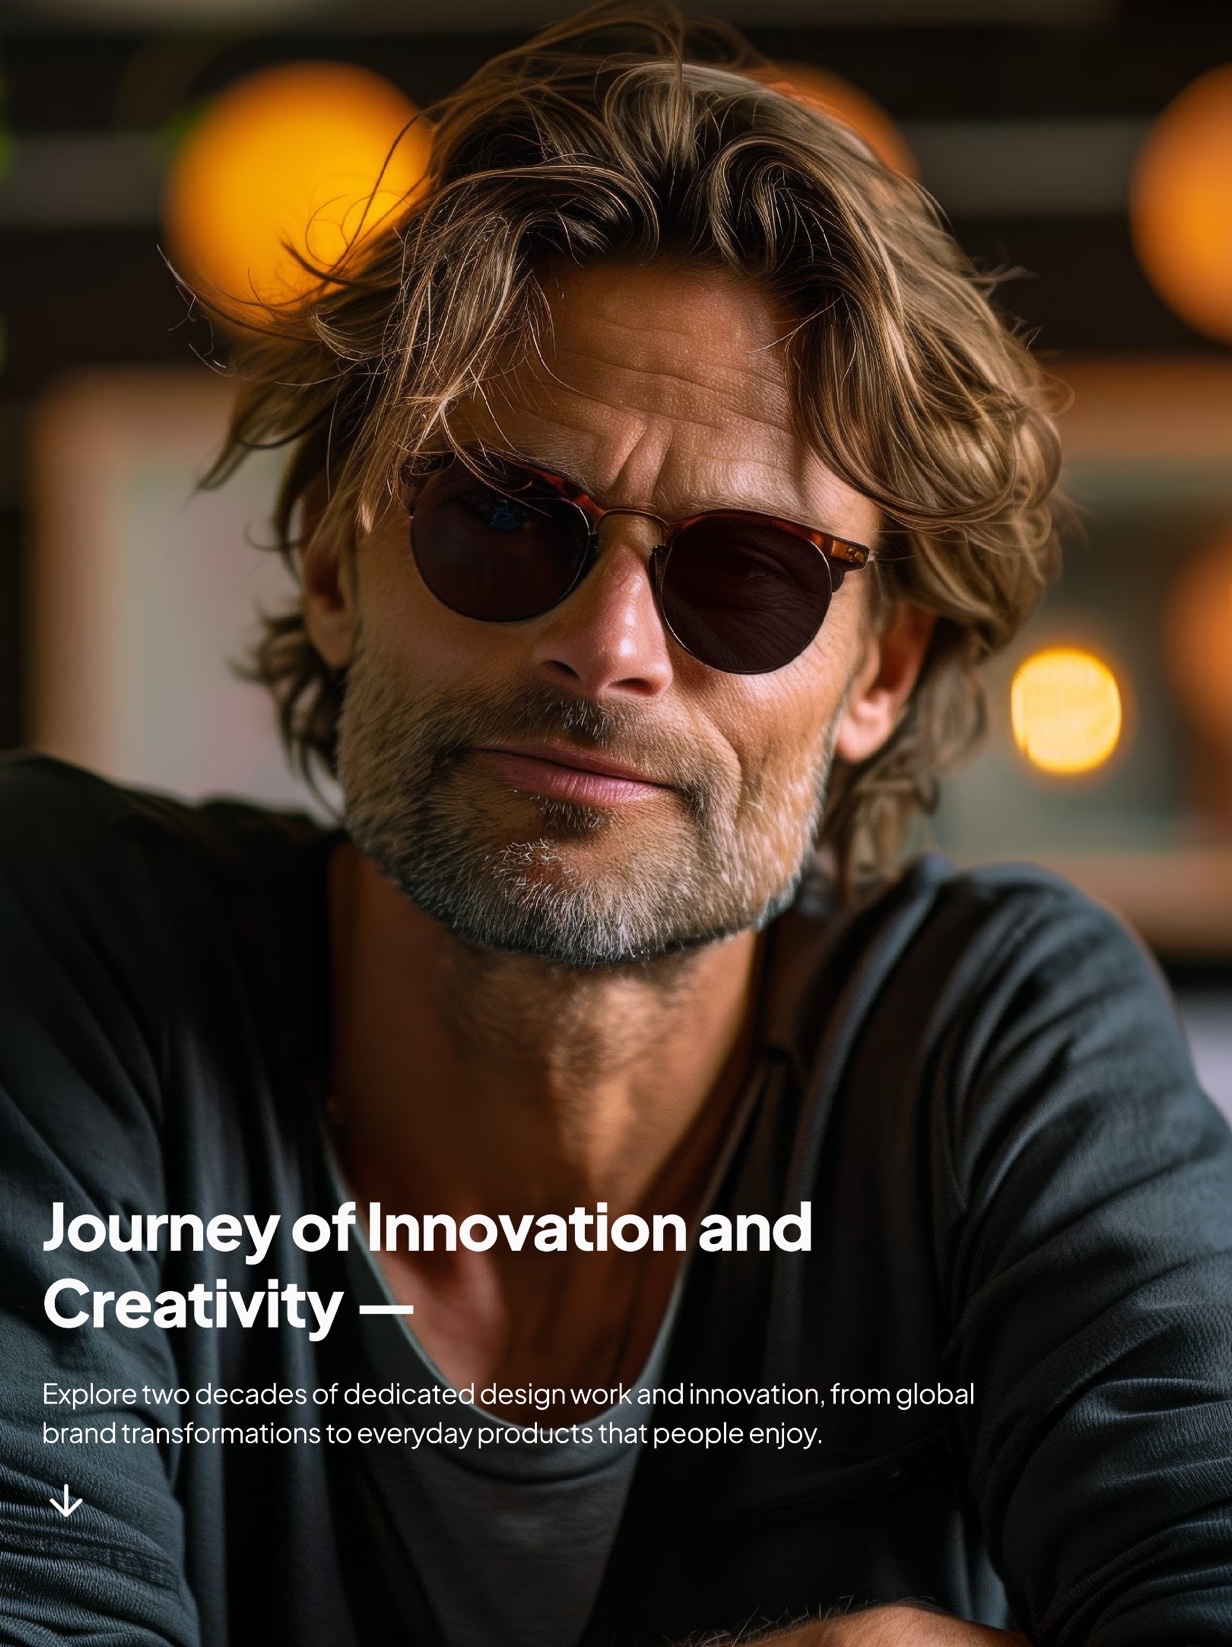 Journey of Innovation and
Creativity —
Explore two decades of dedicated design work and innovation, from global
brand transformations to everyday products that people enjoy.